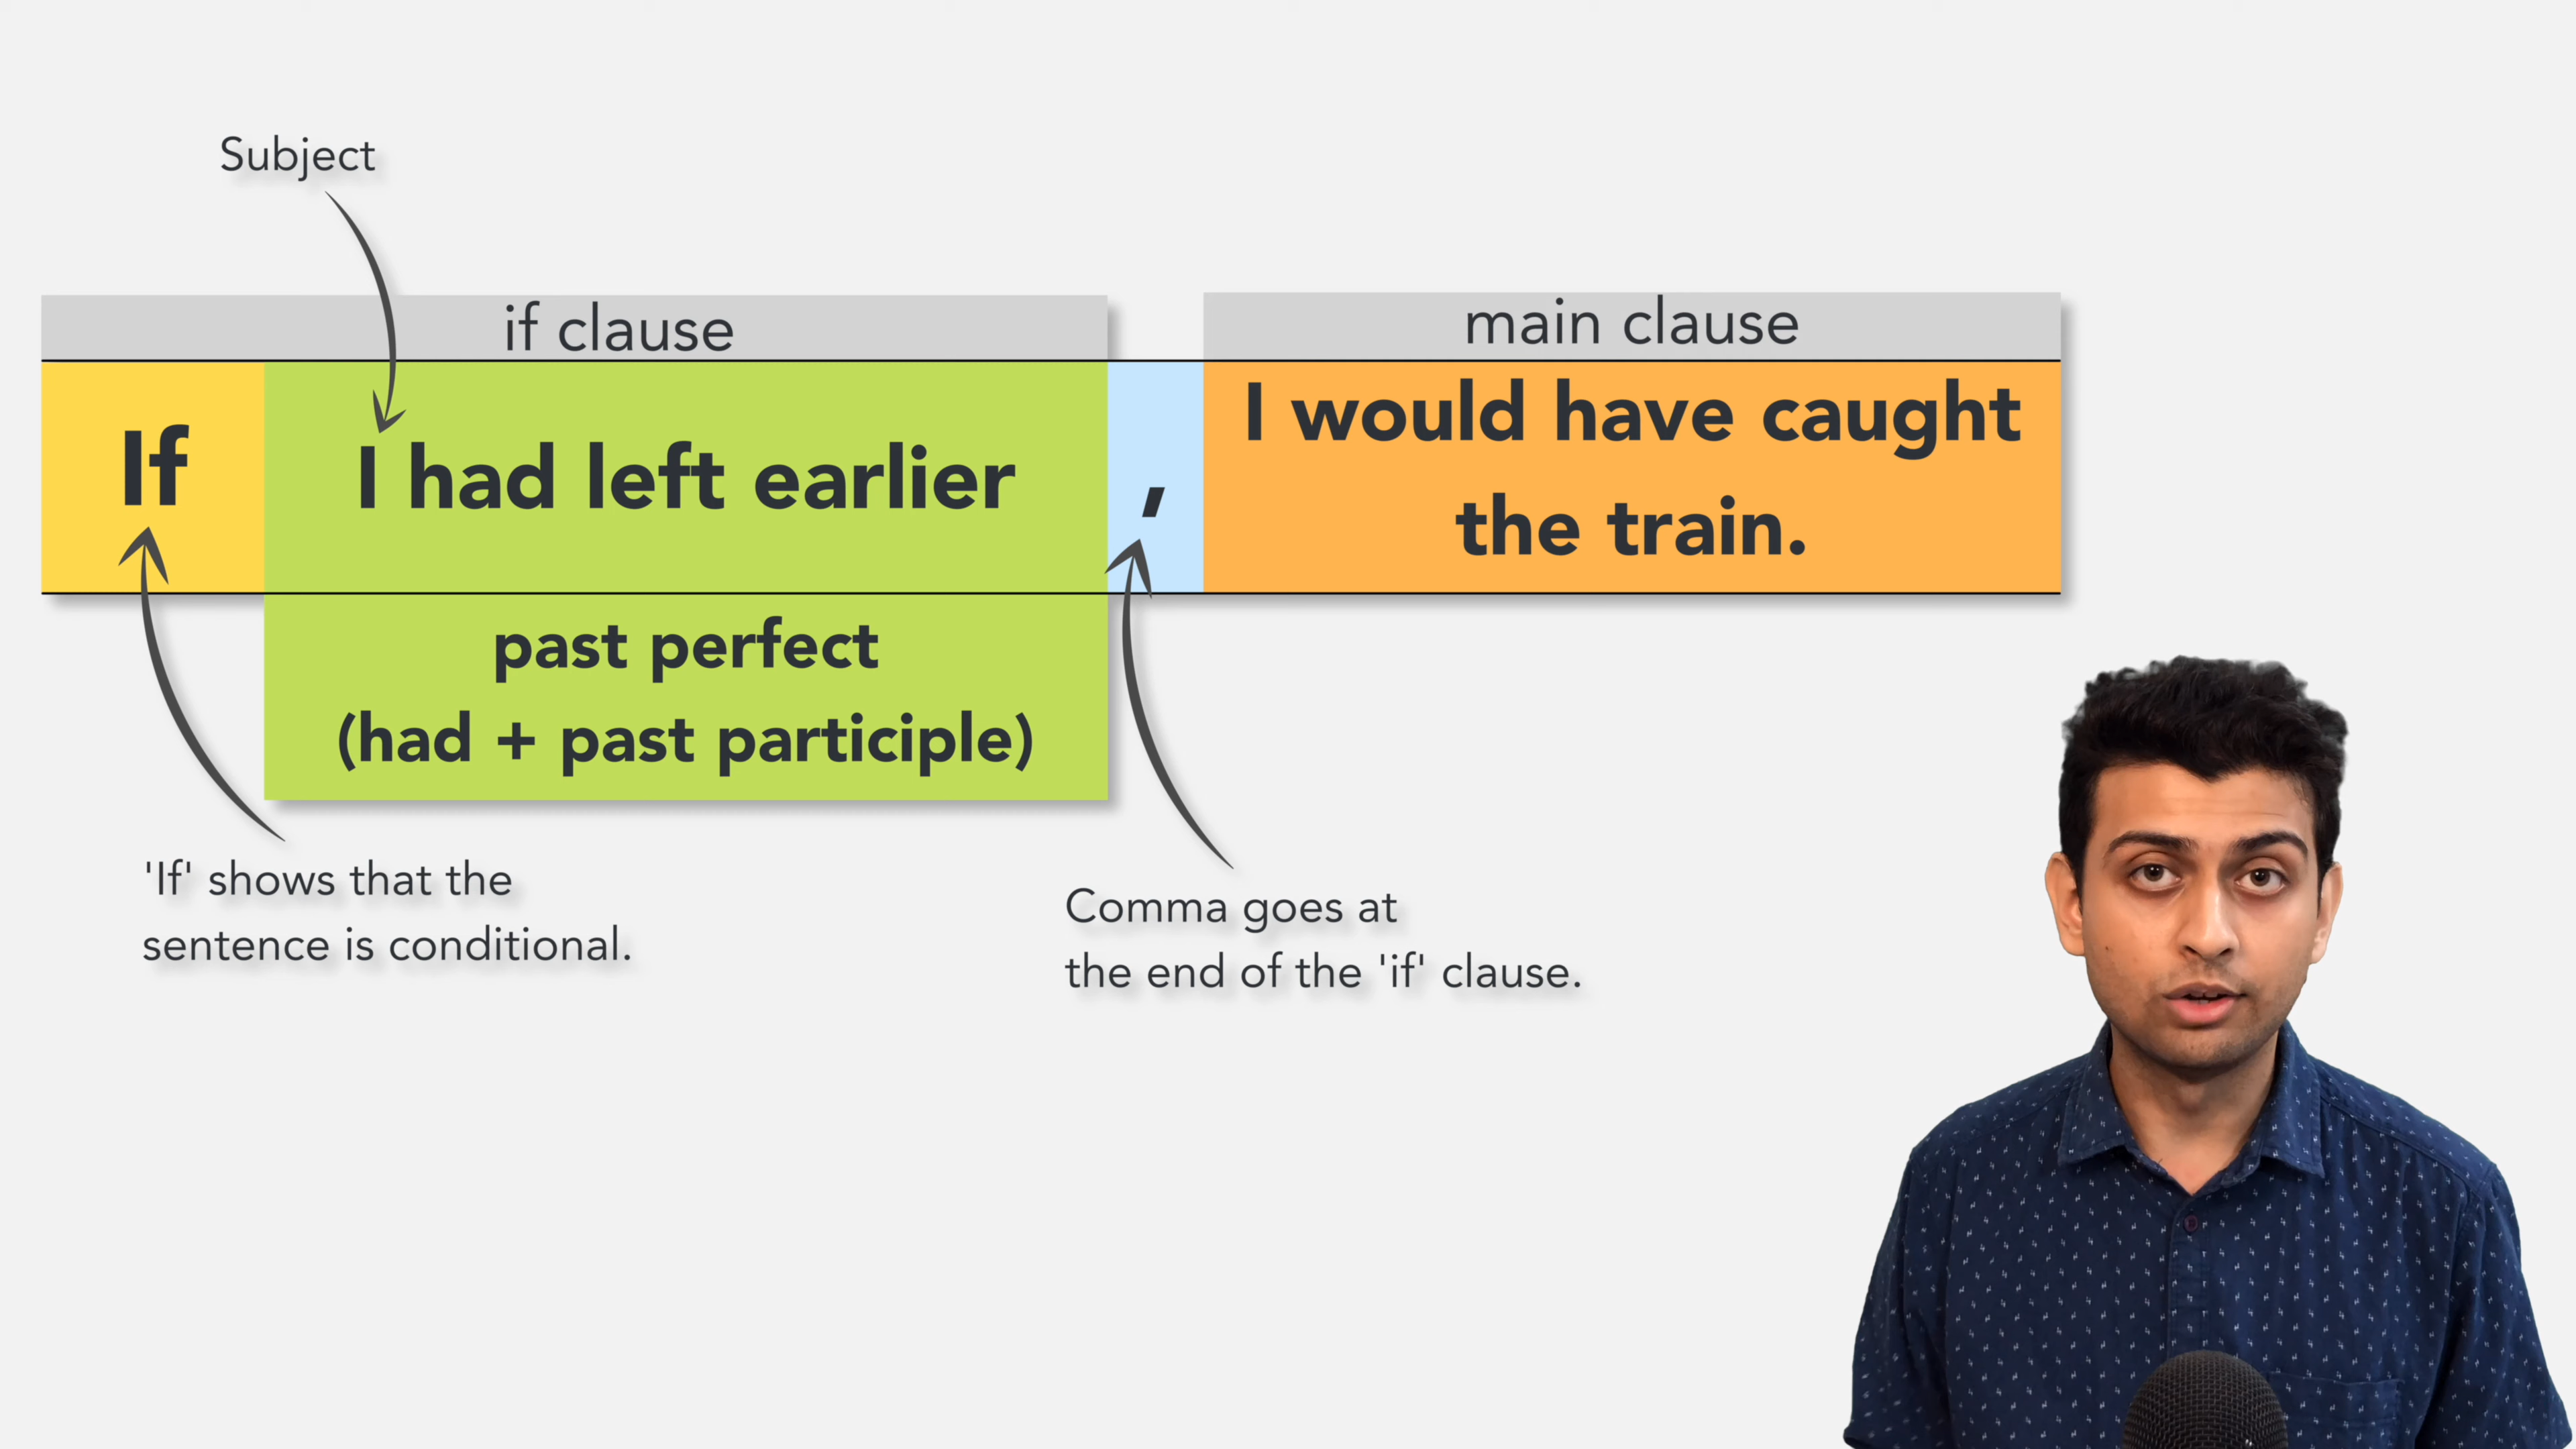 Subject
if clause
main clause
If
I had left earlier
,
I would have caught
the train.
past perfect
(had + past participle)
'If' shows that the
sentence is conditional.
Comma goes at
the end of the 'if' clause.